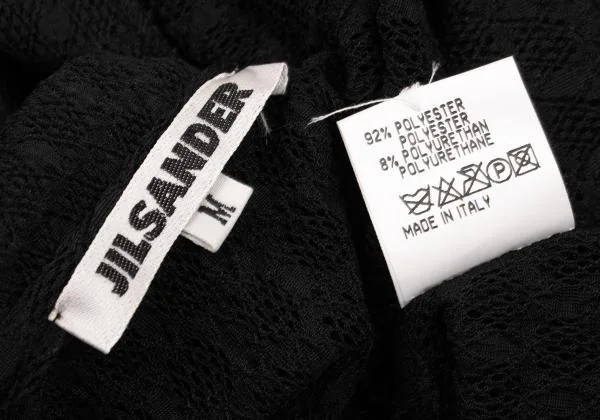 JILSANDER
M
92% POLYESTER
POLYESTER
8% POLYURETHAN
POLYURETHANE
P
MADE IN ITALY